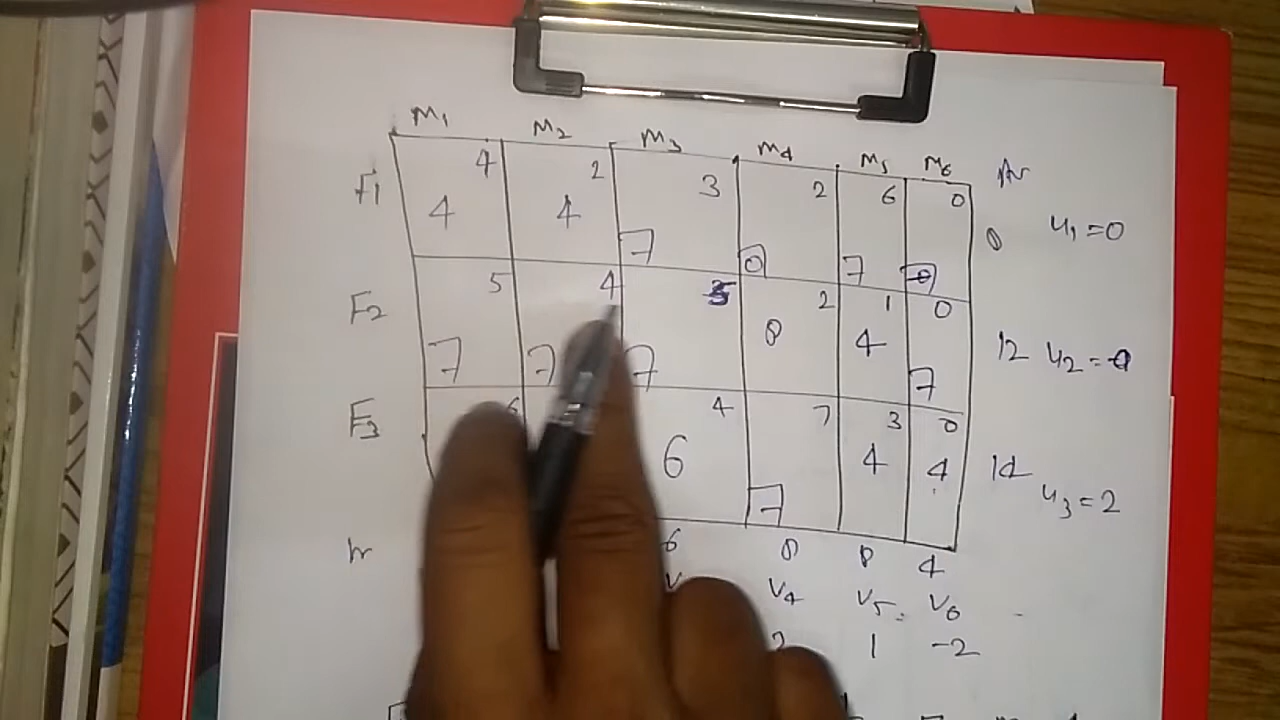 M1 M2 M3 M4 M5 M6 Av
4 2 3 2 6 0
F1 4 4 7 0 7 0 u1=0
5 4 5 2 1 0
F2 7 7 7 8 4 7 12 u2=0
6 4 7 3 0
F3 6 7 4 4 14 u3=2
6 8 8 4
V V4 V5 V6
2 1 -2